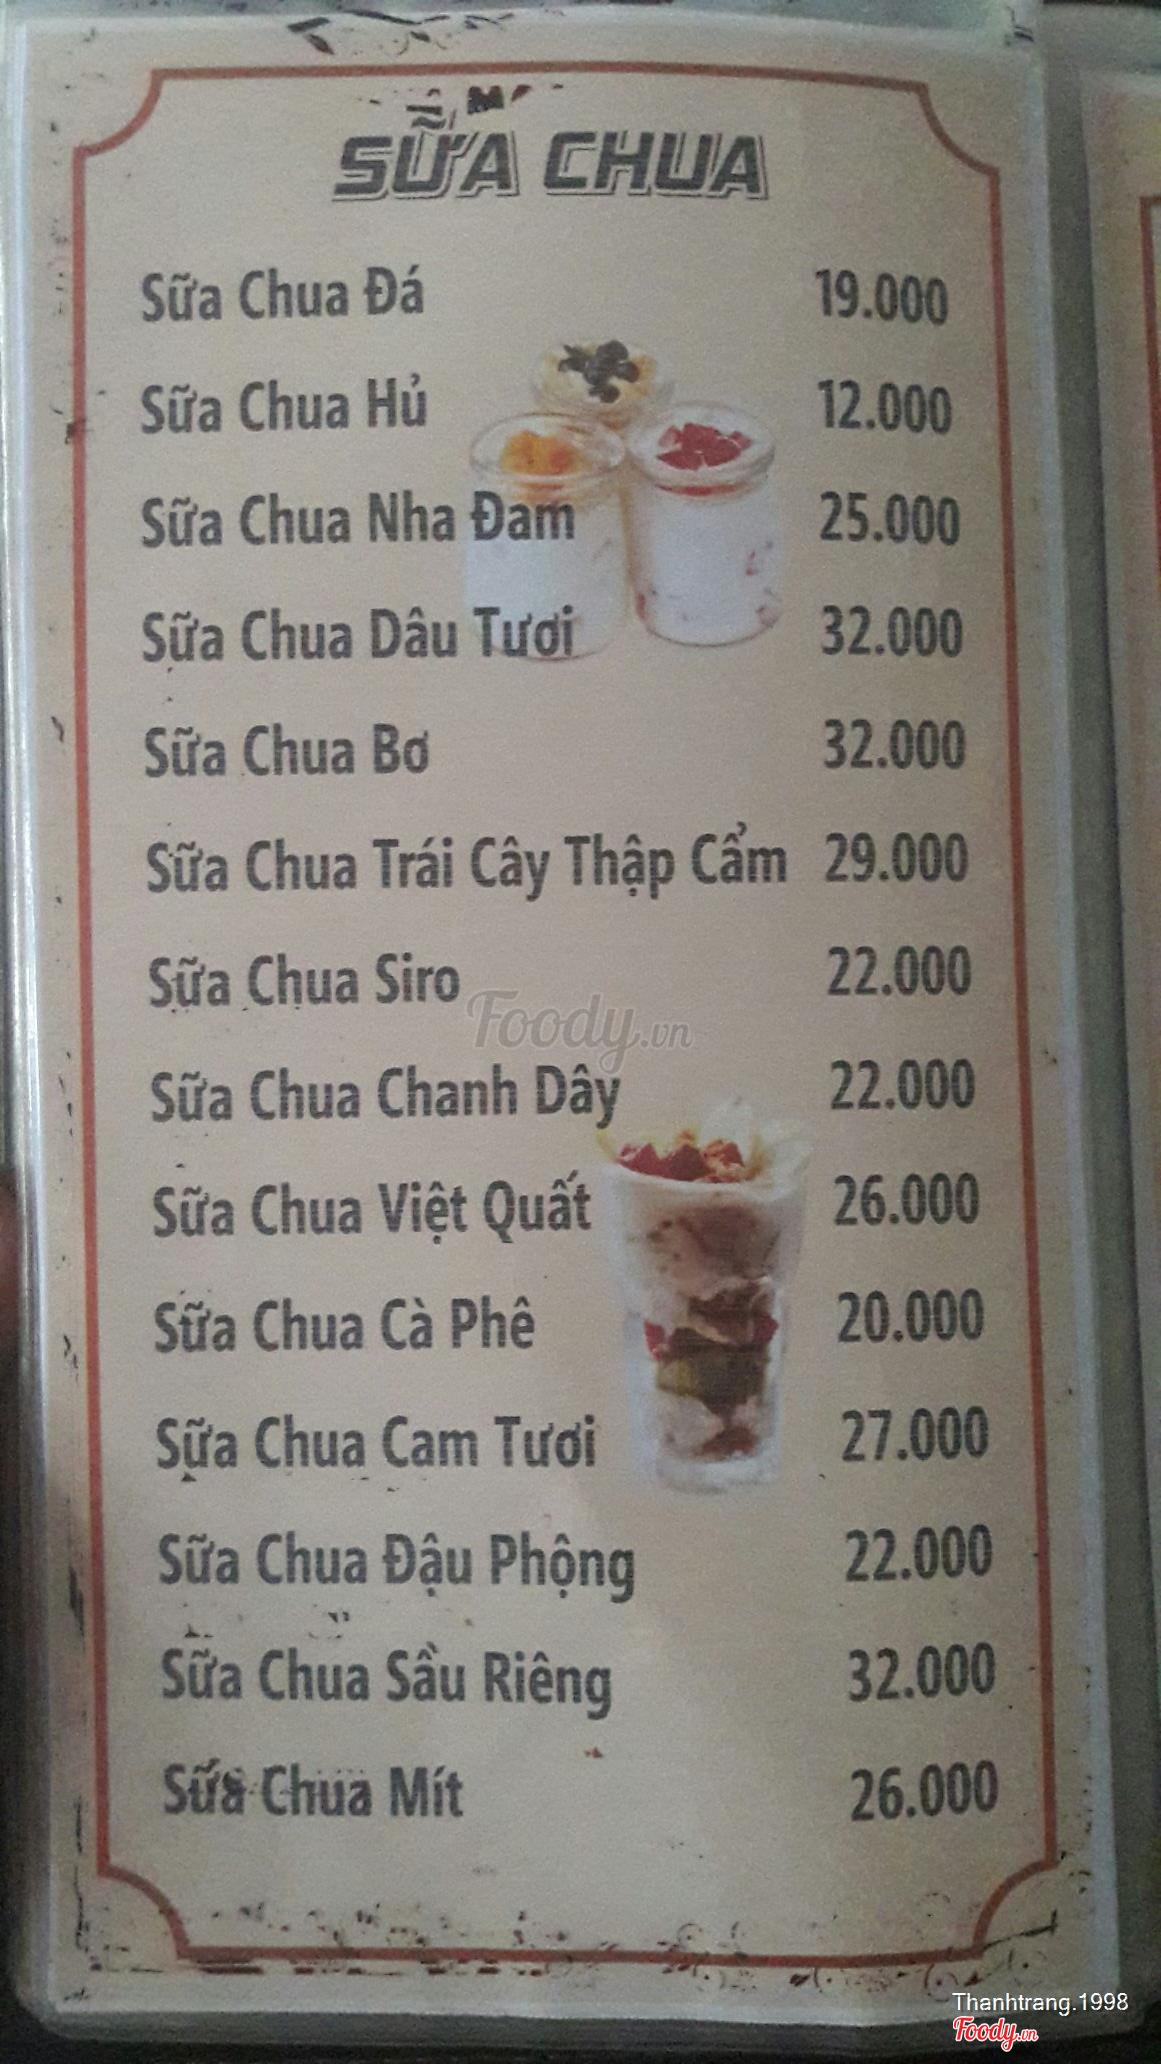 SỮA CHUA
Sữa Chua Đá 19.000
Sữa Chua Hủ 12.000
Sữa Chua Nha Đam 25.000
Sữa Chua Dâu Tươi 32.000
Sữa Chua Bơ 32.000
Sữa Chua Trái Cây Thập Cẩm 29.000
Sữa Chua Siro 22.000
Foody.vn
Sữa Chua Chanh Dây 22.000
Sữa Chua Việt Quất 26.000
Sữa Chua Cà Phê 20.000
Sữa Chua Cam Tươi 27.000
Sữa Chua Đậu Phộng 22.000
Sữa Chua Sầu Riêng 32.000
Sữa Chua Mít 26.000
Thanhtrang.1998
Foody.vn